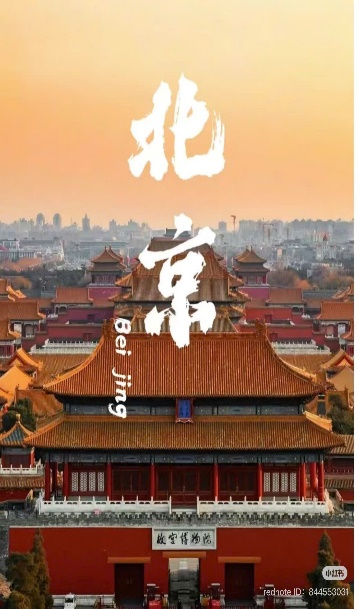 北
京
Bei jing
故宫博物院
小红书
rednote ID: 844553031